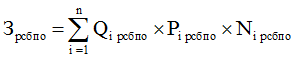 З рсбпо = n ∑ i =1 Q i рсбпо × P i рсбпо × N i рсбпо